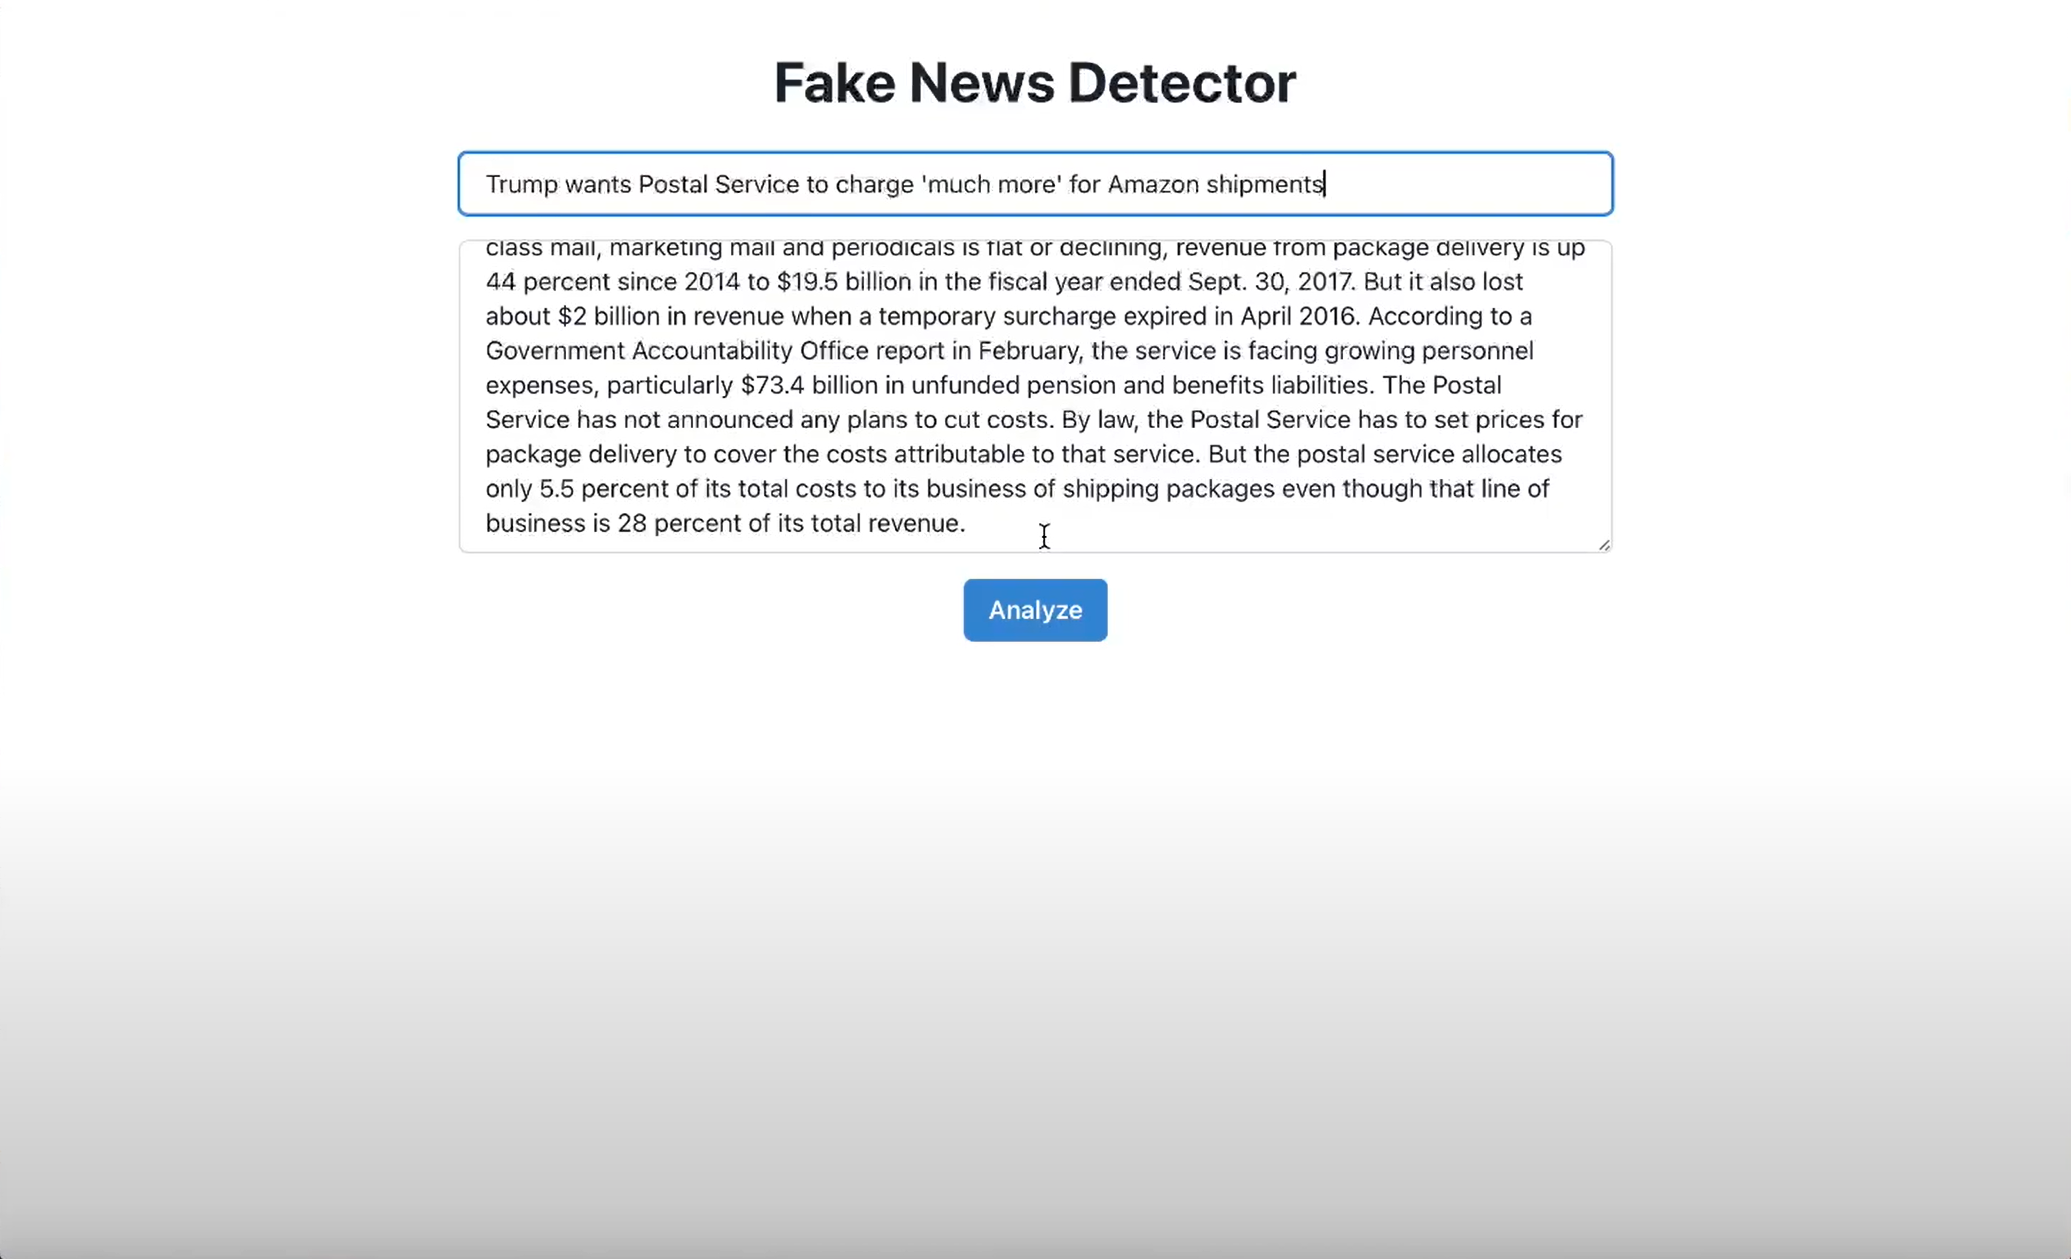 Fake News Detector
Trump wants Postal Service to charge 'much more' for Amazon shipments
class mail, marketing mail and periodicals is flat or declining, revenue from package delivery is up
44 percent since 2014 to $19.5 billion in the fiscal year ended Sept. 30, 2017. But it also lost
about $2 billion in revenue when a temporary surcharge expired in April 2016. According to a
Government Accountability Office report in February, the service is facing growing personnel
expenses, particularly $73.4 billion in unfunded pension and benefits liabilities. The Postal
Service has not announced any plans to cut costs. By law, the Postal Service has to set prices for
package delivery to cover the costs attributable to that service. But the postal service allocates
only 5.5 percent of its total costs to its business of shipping packages even though that line of
business is 28 percent of its total revenue.
Analyze